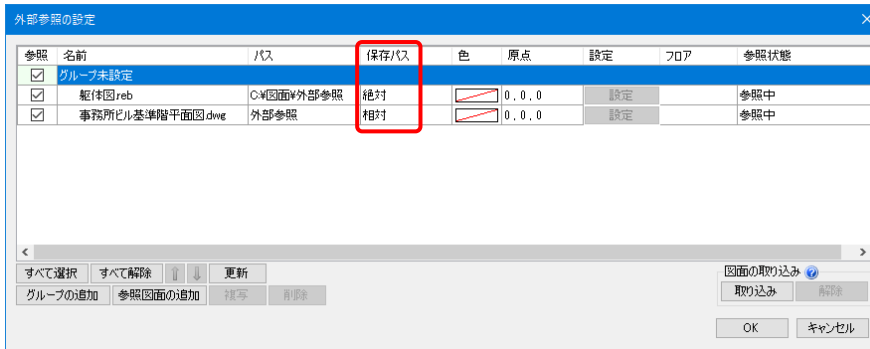 外部参照の設定
参照 名前 パス 保存パス 色 原点 設定 フロア 参照状態
グループ未設定
躯体図.reb C:¥図面¥外部参照 絶対 0, 0, 0 設定 参照中
事務所ビル基準階平面図.dwg 外部参照 相対 0, 0, 0 設定 参照中
すべて選択 すべて解除 ⇧ ⇩ 更新 図面の取り込み ?
グループの追加 参照図面の追加 複写 削除 取り込み 解除
OK キャンセル